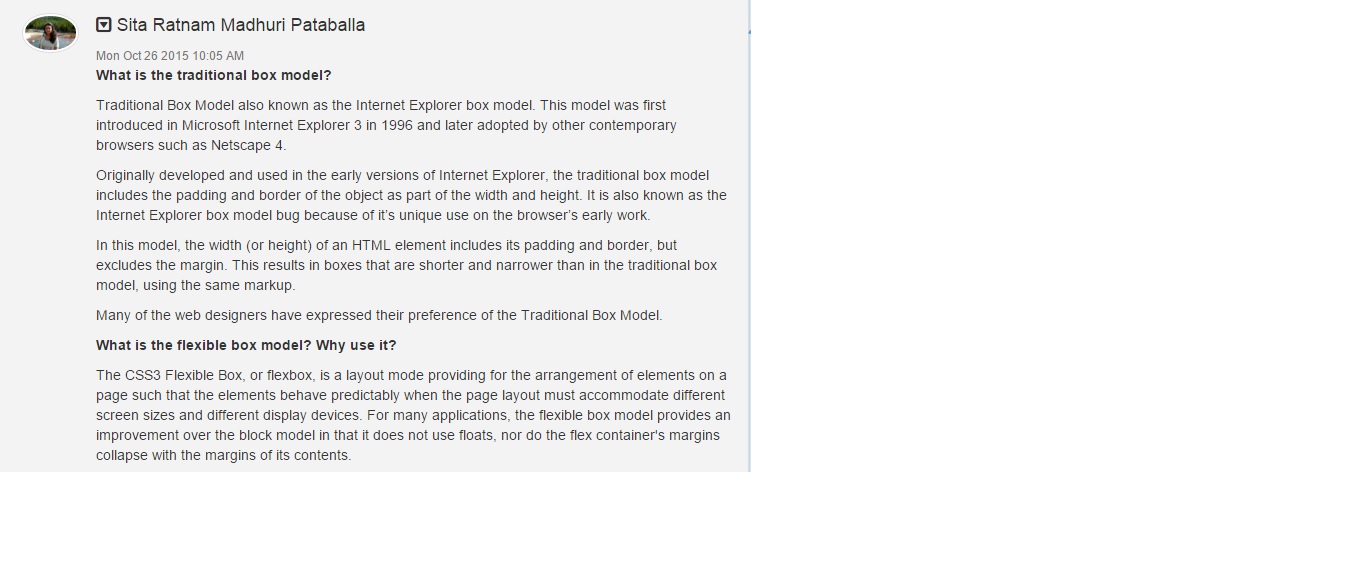 Sita Ratnam Madhuri Pataballa
Mon Oct 26 2015 10:05 AM
What is the traditional box model?
Traditional Box Model also known as the Internet Explorer box model. This model was first
introduced in Microsoft Internet Explorer 3 in 1996 and later adopted by other contemporary
browsers such as Netscape 4.
Originally developed and used in the early versions of Internet Explorer, the traditional box model
includes the padding and border of the object as part of the width and height. It is also known as the
Internet Explorer box model bug because of it’s unique use on the browser’s early work.
In this model, the width (or height) of an HTML element includes its padding and border, but
excludes the margin. This results in boxes that are shorter and narrower than in the traditional box
model, using the same markup.
Many of the web designers have expressed their preference of the Traditional Box Model.
What is the flexible box model? Why use it?
The CSS3 Flexible Box, or flexbox, is a layout mode providing for the arrangement of elements on a
page such that the elements behave predictably when the page layout must accommodate different
screen sizes and different display devices. For many applications, the flexible box model provides an
improvement over the block model in that it does not use floats, nor do the flex container's margins
collapse with the margins of its contents.